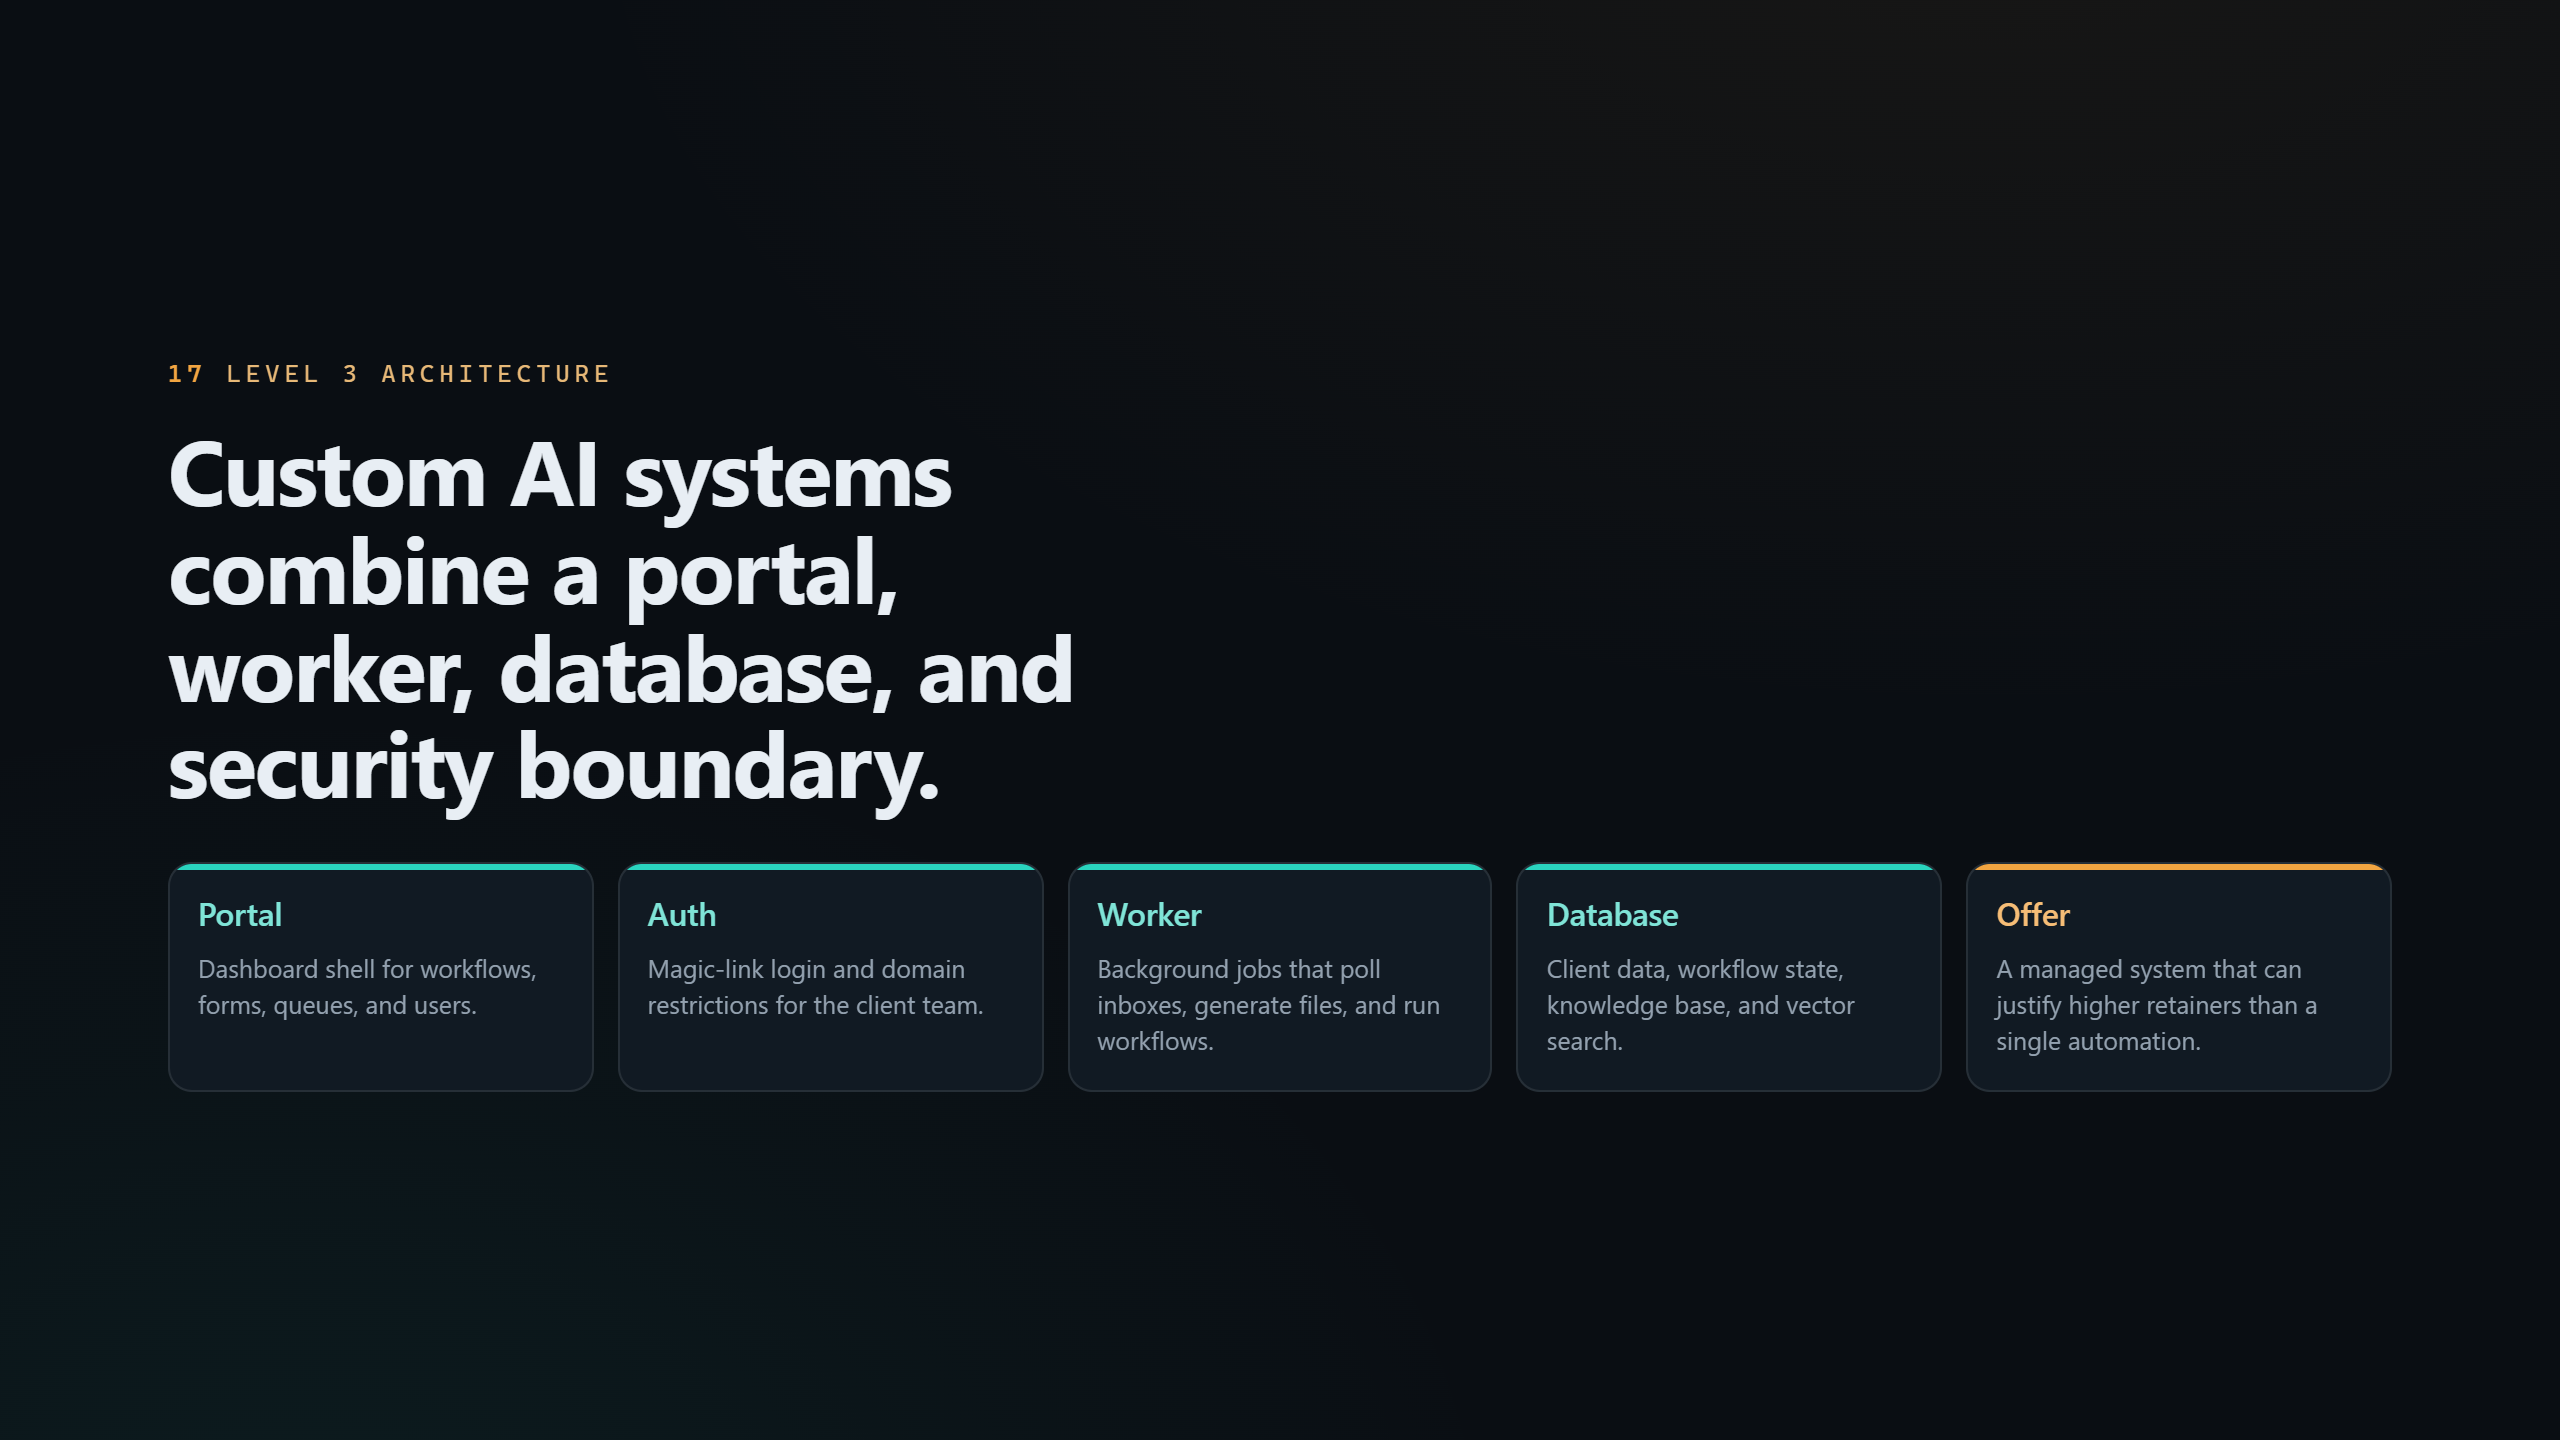 17 LEVEL 3 ARCHITECTURE
Custom AI systems
combine a portal,
worker, database, and
security boundary.
Portal
Dashboard shell for workflows,
forms, queues, and users.
Auth
Magic-link login and domain
restrictions for the client team.
Worker
Background jobs that poll
inboxes, generate files, and run
workflows.
Database
Client data, workflow state,
knowledge base, and vector
search.
Offer
A managed system that can
justify higher retainers than a
single automation.